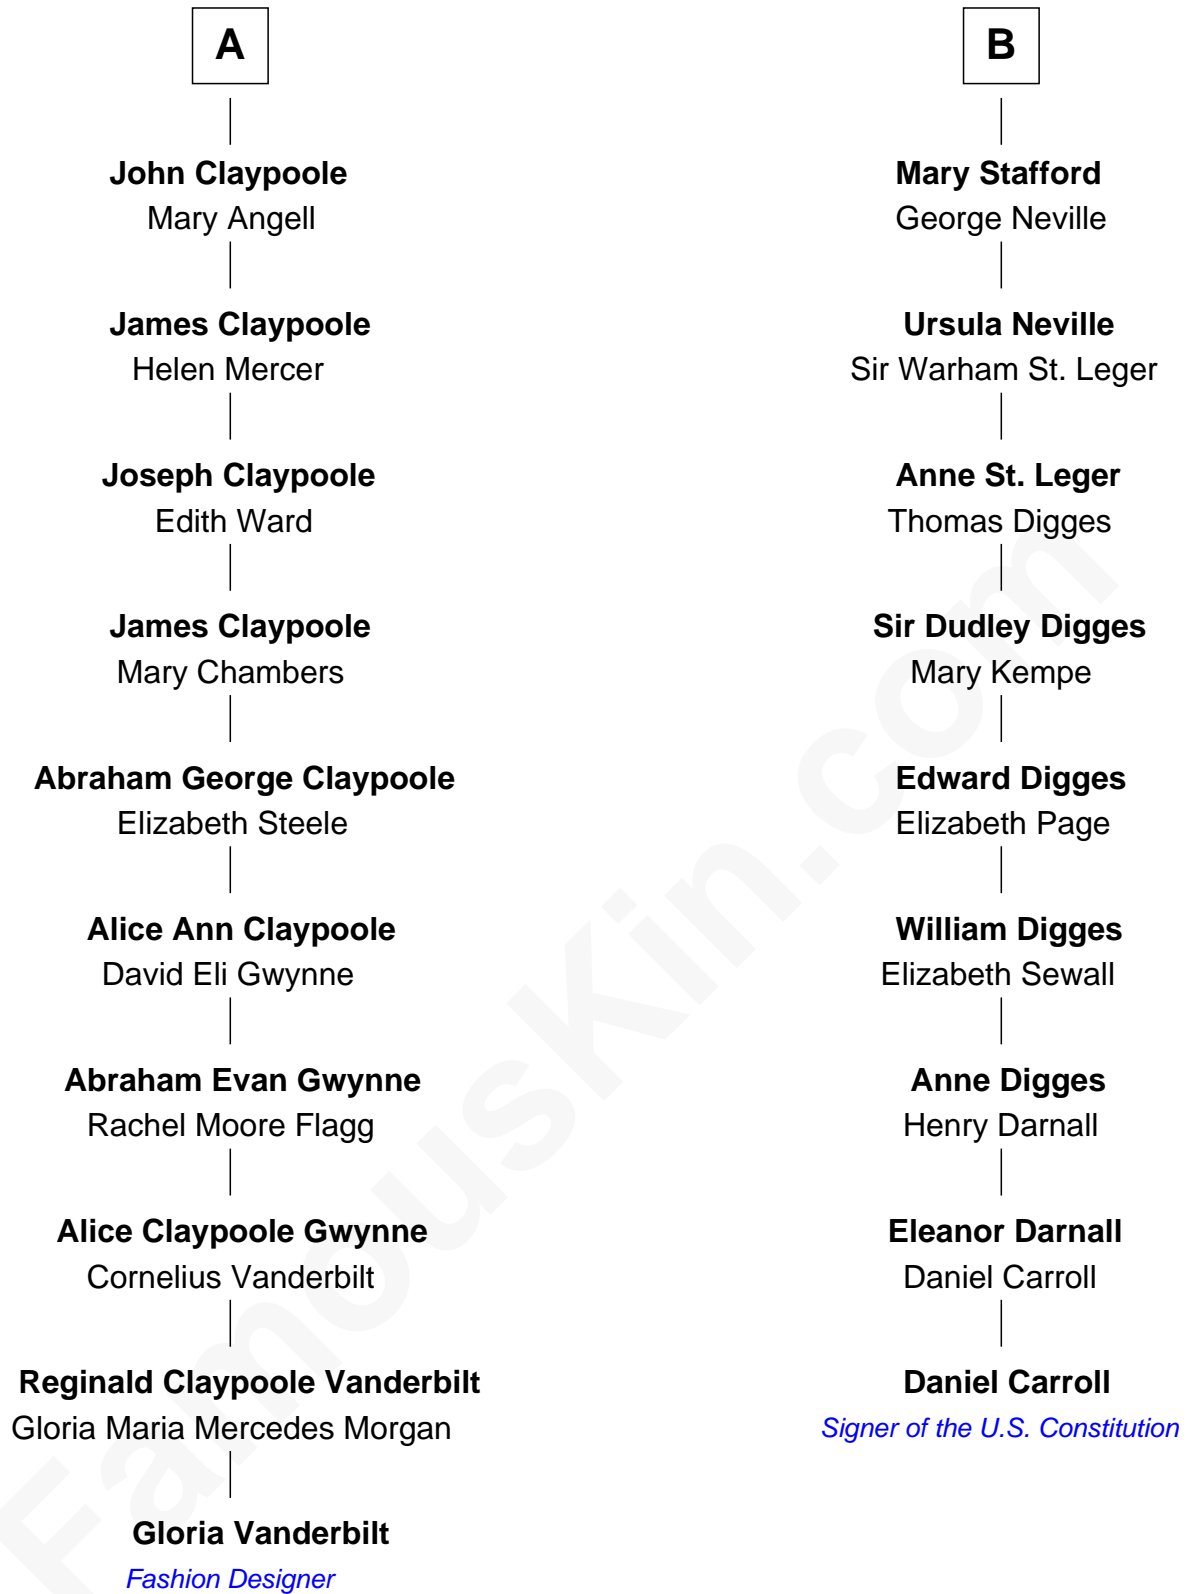 A
John Claypoole
Mary Angell
James Claypoole
Helen Mercer
Joseph Claypoole
Edith Ward
James Claypoole
Mary Chambers
Abraham George Claypoole
Elizabeth Steele
Alice Ann Claypoole
David Eli Gwynne
Abraham Evan Gwynne
Rachel Moore Flagg
Alice Claypoole Gwynne
Cornelius Vanderbilt
Reginald Claypoole Vanderbilt
Gloria Maria Mercedes Morgan
Gloria Vanderbilt
Fashion Designer
B
Mary Stafford
George Neville
Ursula Neville
Sir Warham St. Leger
Anne St. Leger
Thomas Digges
Sir Dudley Digges
Mary Kempe
Edward Digges
Elizabeth Page
William Digges
Elizabeth Sewall
Anne Digges
Henry Darnall
Eleanor Darnall
Daniel Carroll
Daniel Carroll
Signer of the U.S. Constitution
FamousKin.com